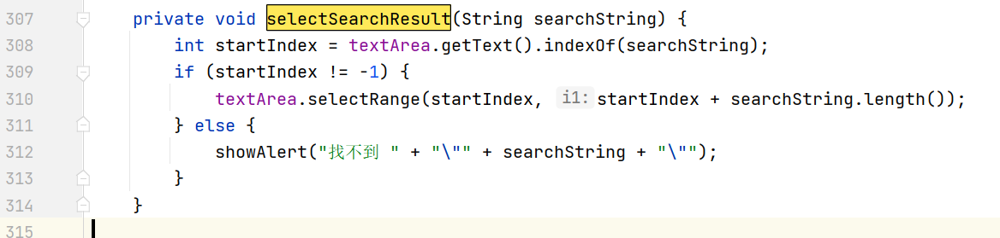 307 private void selectSearchResult(String searchString) {
308 int startIndex = textArea.getText().indexOf(searchString);
309 if (startIndex != -1) {
310 textArea.selectRange(startIndex, i1: startIndex + searchString.length());
311 } else {
312 showAlert("找不到 " + "\"" + searchString + "\"");
313 }
314 }
315